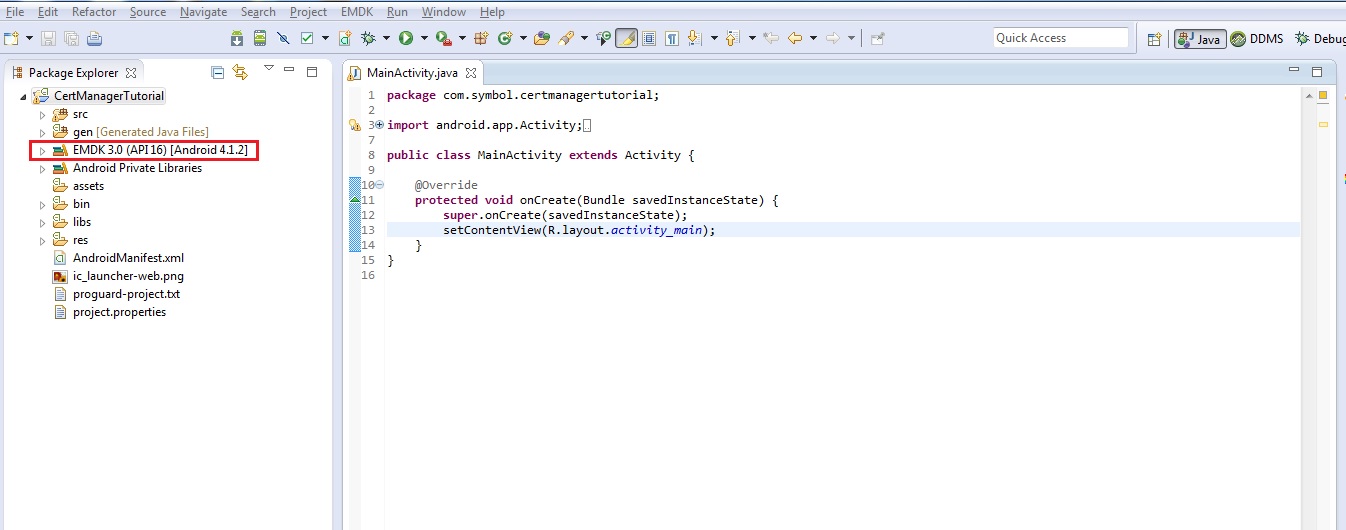 File Edit Refactor Source Navigate Search Project EMDK Run Window Help
Quick Access Java DDMS Debug
Package Explorer
CertManagerTutorial
src
gen [Generated Java Files]
EMDK 3.0 (API 16) [Android 4.1.2]
Android Private Libraries
assets
bin
libs
res
AndroidManifest.xml
ic_launcher-web.png
proguard-project.txt
project.properties
MainActivity.java
1 package com.symbol.certmanagertutorial;
2
3 import android.app.Activity;
7
8 public class MainActivity extends Activity {
9
10 @Override
11 protected void onCreate(Bundle savedInstanceState) {
12 super.onCreate(savedInstanceState);
13 setContentView(R.layout.activity_main);
14 }
15 }
16